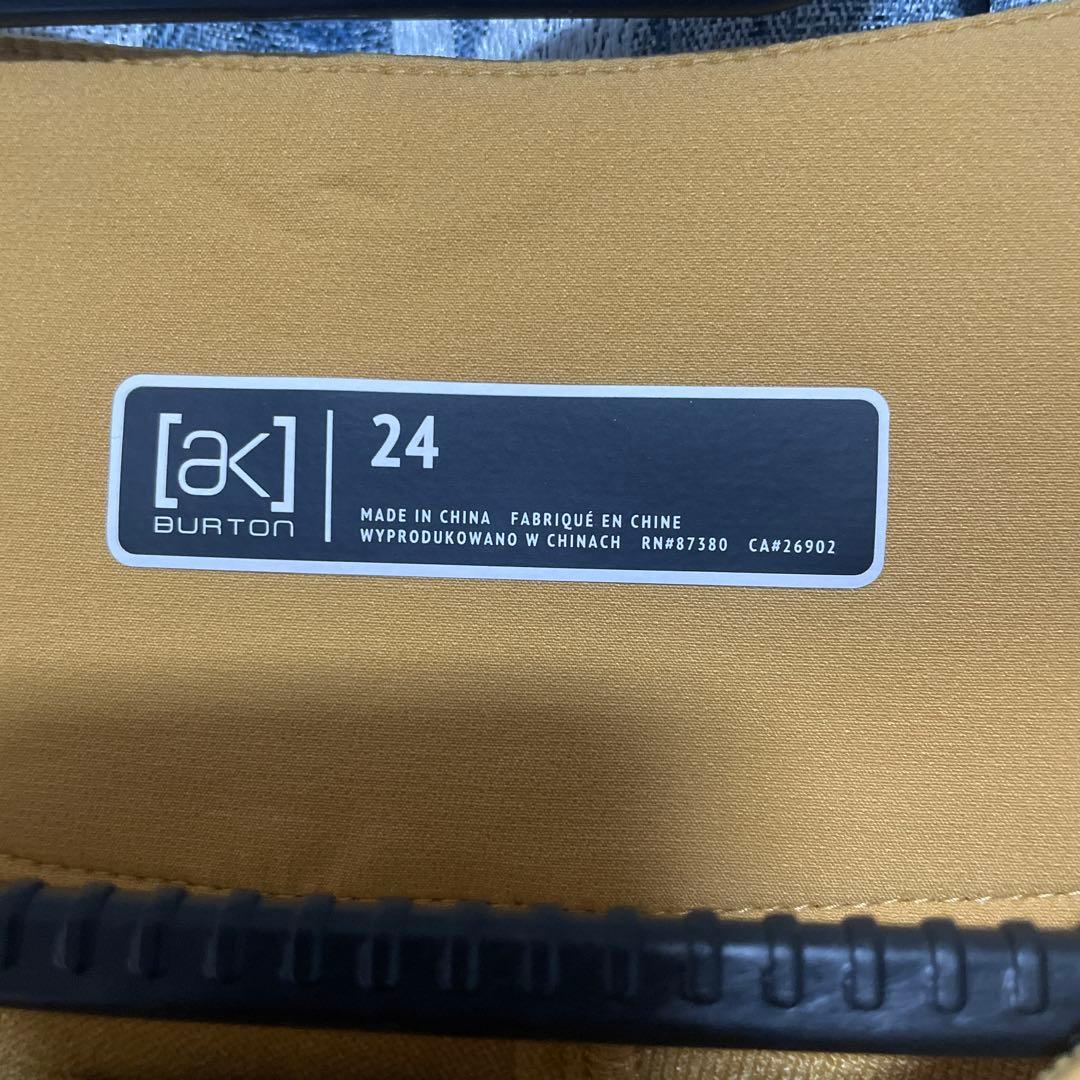 [ak]
BURTON
24
MADE IN CHINA FABRIQUÉ EN CHINE
WYPRODUKOWANO W CHINACH RN#87380 CA#26902